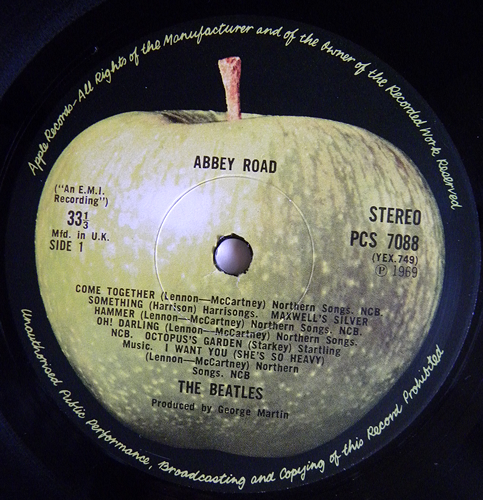 Apple Records-All Rights of the Manufacturer and of the Owner of the Recorded Work Reserved
ABBEY ROAD
("An E.M.I.
Recording")
33⅓
Mfd. in U.K.
SIDE 1
STEREO
PCS 7088
(YEX.749)
℗ 1969
COME TOGETHER (Lennon—McCartney) Northern Songs. NCB.
SOMETHING (Harrison) Harrisongs. MAXWELL'S SILVER
HAMMER (Lennon—McCartney) Northern Songs. NCB.
OH! DARLING (Lennon—McCartney) Northern Songs.
NCB. OCTOPUS'S GARDEN (Starkey) Startling
Music. I WANT YOU (SHE'S SO HEAVY)
(Lennon—McCartney) Northern
Songs. NCB
THE BEATLES
Produced by George Martin
Unauthorised Public Performance, Broadcasting and Copying of this Record Prohibited